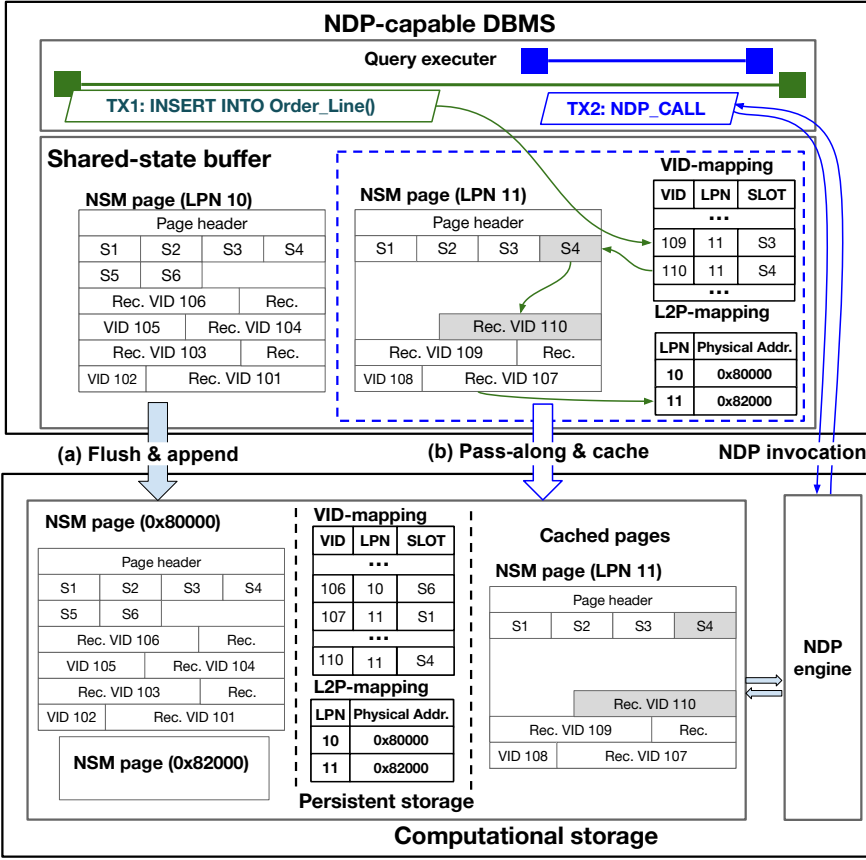 NDP-capable DBMS
Query executer
TX1: INSERT INTO Order_Line()
TX2: NDP_CALL
Shared-state buffer
NSM page (LPN 10)
Page header
S1 S2 S3 S4
S5 S6
Rec. VID 106 Rec.
VID 105 Rec. VID 104
Rec. VID 103 Rec.
VID 102 Rec. VID 101
NSM page (LPN 11)
Page header
S1 S2 S3 S4
Rec. VID 110
Rec. VID 109 Rec.
VID 108 Rec. VID 107
VID-mapping
VID LPN SLOT
...
109 11 S3
110 11 S4
...
L2P-mapping
LPN Physical Addr.
10 0x80000
11 0x82000
(a) Flush & append
(b) Pass-along & cache
NDP invocation
NSM page (0x80000)
Page header
S1 S2 S3 S4
S5 S6
Rec. VID 106 Rec.
VID 105 Rec. VID 104
Rec. VID 103 Rec.
VID 102 Rec. VID 101
NSM page (0x82000)
VID-mapping
VID LPN SLOT
...
106 10 S6
107 11 S1
...
110 11 S4
L2P-mapping
LPN Physical Addr.
10 0x80000
11 0x82000
Persistent storage
Cached pages
NSM page (LPN 11)
Page header
S1 S2 S3 S4
Rec. VID 110
Rec. VID 109 Rec.
VID 108 Rec. VID 107
NDP
engine
Computational storage